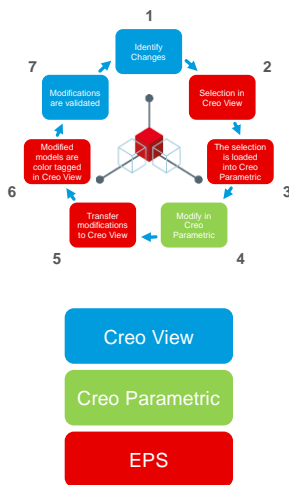 1
Identify
Changes
2
Selection in
Creo View
The selection
is loaded
into Creo
Parametric
3
Modify in
Creo
Parametric
4
Transfer
modifications
to Creo View
5
Modified
models are
color tagged
in Creo View
6
Modifications
are validated
7
Creo View
Creo Parametric
EPS